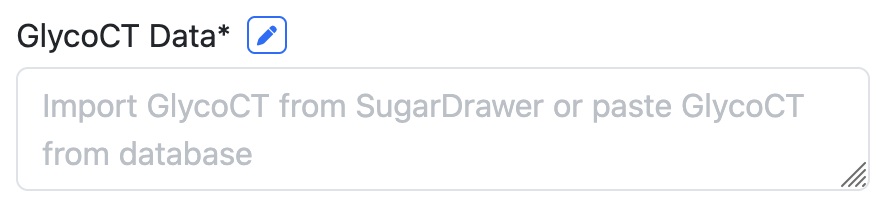 GlycoCT Data*
Import GlycoCT from SugarDrawer or paste GlycoCT
from database